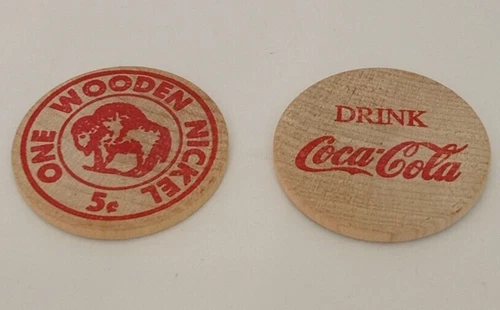 ONE WOODEN NICKEL
5¢
DRINK
Coca-Cola